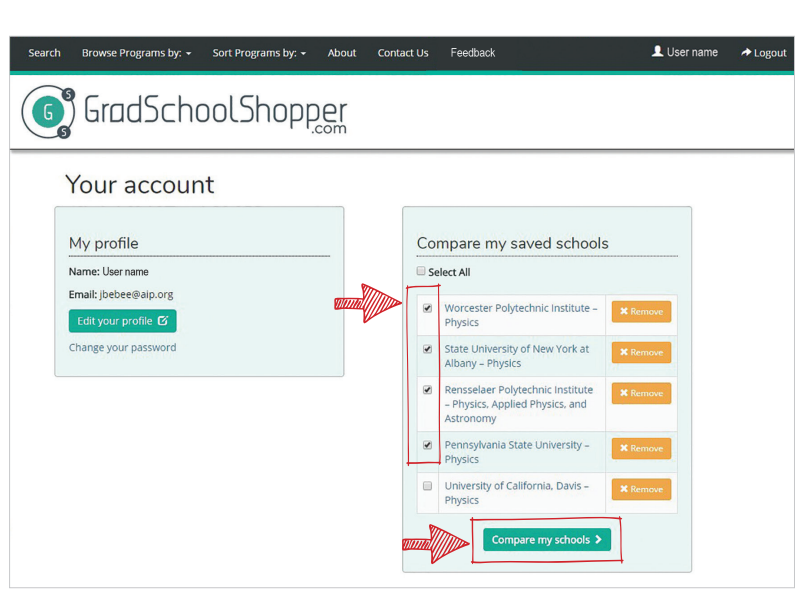 Search Browse Programs by: Sort Programs by: About Contact Us Feedback User name Logout
G S S GradSchoolShopper
.com
Your account
My profile
Name: User name
Email: jbebee@aip.org
Edit your profile
Change your password
Compare my saved schools
Select All
Worcester Polytechnic Institute –
Physics
Remove
State University of New York at
Albany – Physics
Remove
Rensselaer Polytechnic Institute
– Physics, Applied Physics, and
Astronomy
Remove
Pennsylvania State University –
Physics
Remove
University of California, Davis –
Physics
Remove
Compare my schools